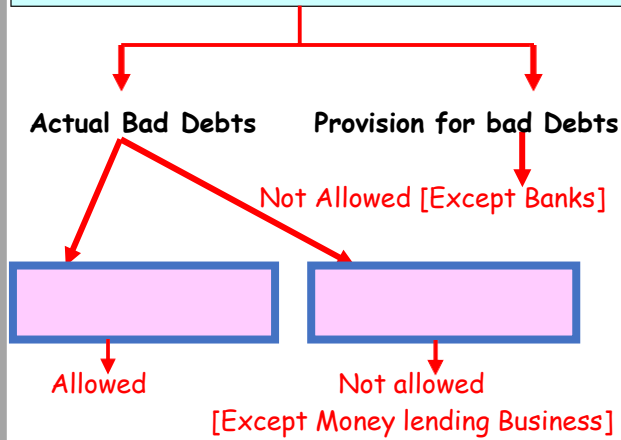 Actual Bad Debts
Provision for bad Debts
Not Allowed [Except Banks]
Allowed
Not allowed
[Except Money lending Business]